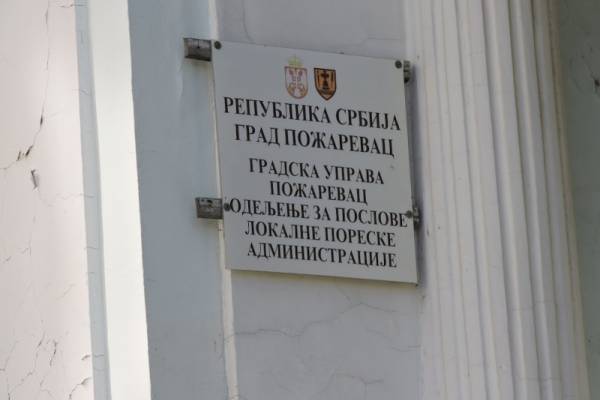 РЕПУБЛИКА СРБИЈА
ГРАД ПОЖАРЕВАЦ
ГРАДСКА УПРАВА
ПОЖАРЕВАЦ
ОДЕЉЕЊЕ ЗА ПОСЛОВЕ
ЛОКАЛНЕ ПОРЕСКЕ
АДМИНИСТРАЦИЈЕ